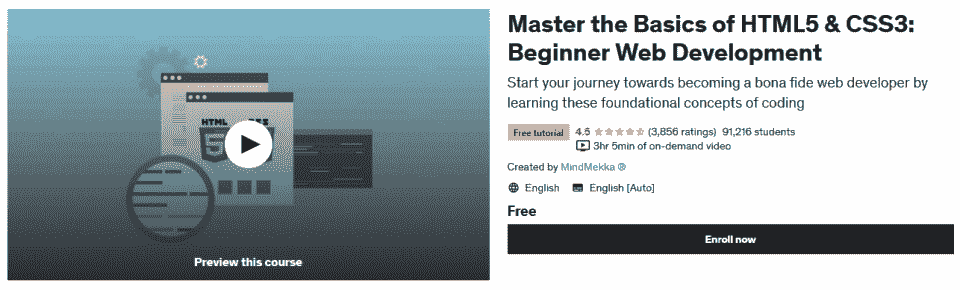 Master the Basics of HTML5 & CSS3:
Beginner Web Development
Start your journey towards becoming a bona fide web developer by
learning these foundational concepts of coding
Free tutorial 4.6 (3,856 ratings) 91,216 students
3hr 5min of on-demand video
Created by MindMekka ®
English English [Auto]
Free
Enroll now
HTML
5
Preview this course